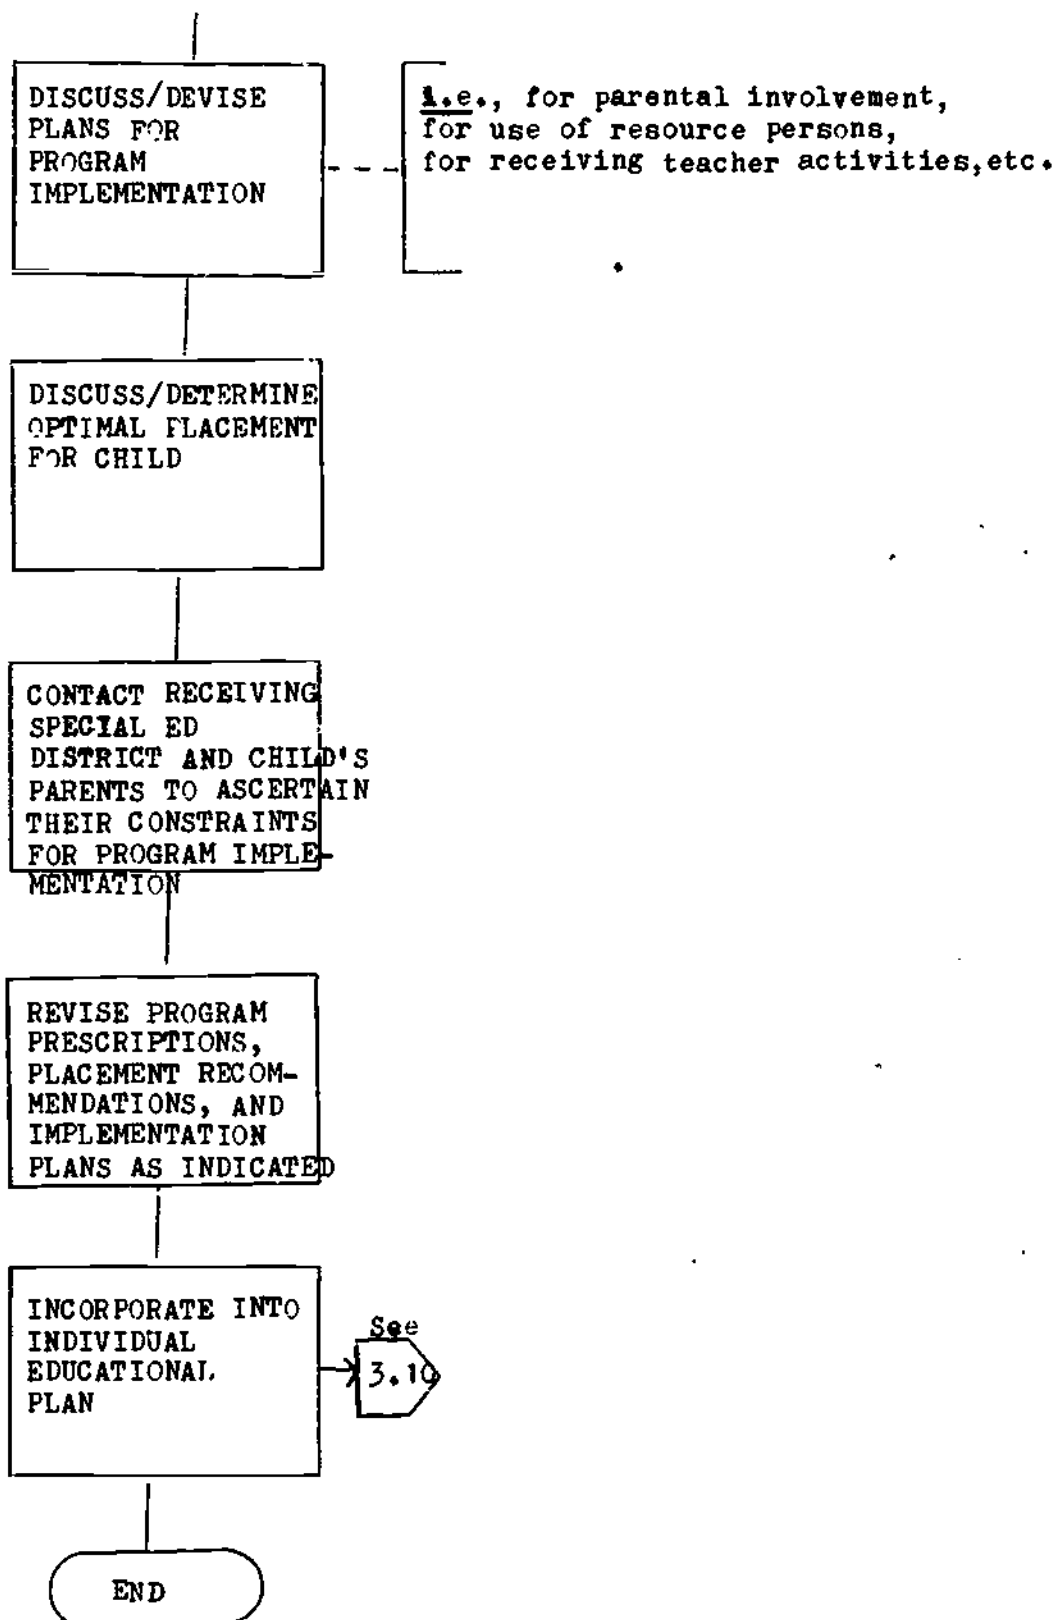 DISCUSS/DEVISE
PLANS FOR
PROGRAM
IMPLEMENTATION
i.e., for parental involvement,
for use of resource persons,
for receiving teacher activities,etc.
DISCUSS/DETERMINE
OPTIMAL PLACEMENT
FOR CHILD
CONTACT RECEIVING
SPECIAL ED
DISTRICT AND CHILD'S
PARENTS TO ASCERTAIN
THEIR CONSTRAINTS
FOR PROGRAM IMPLE-
MENTATION
REVISE PROGRAM
PRESCRIPTIONS,
PLACEMENT RECOM-
MENDATIONS, AND
IMPLEMENTATION
PLANS AS INDICATED
INCORPORATE INTO
INDIVIDUAL
EDUCATIONAL
PLAN
See
3.10
END